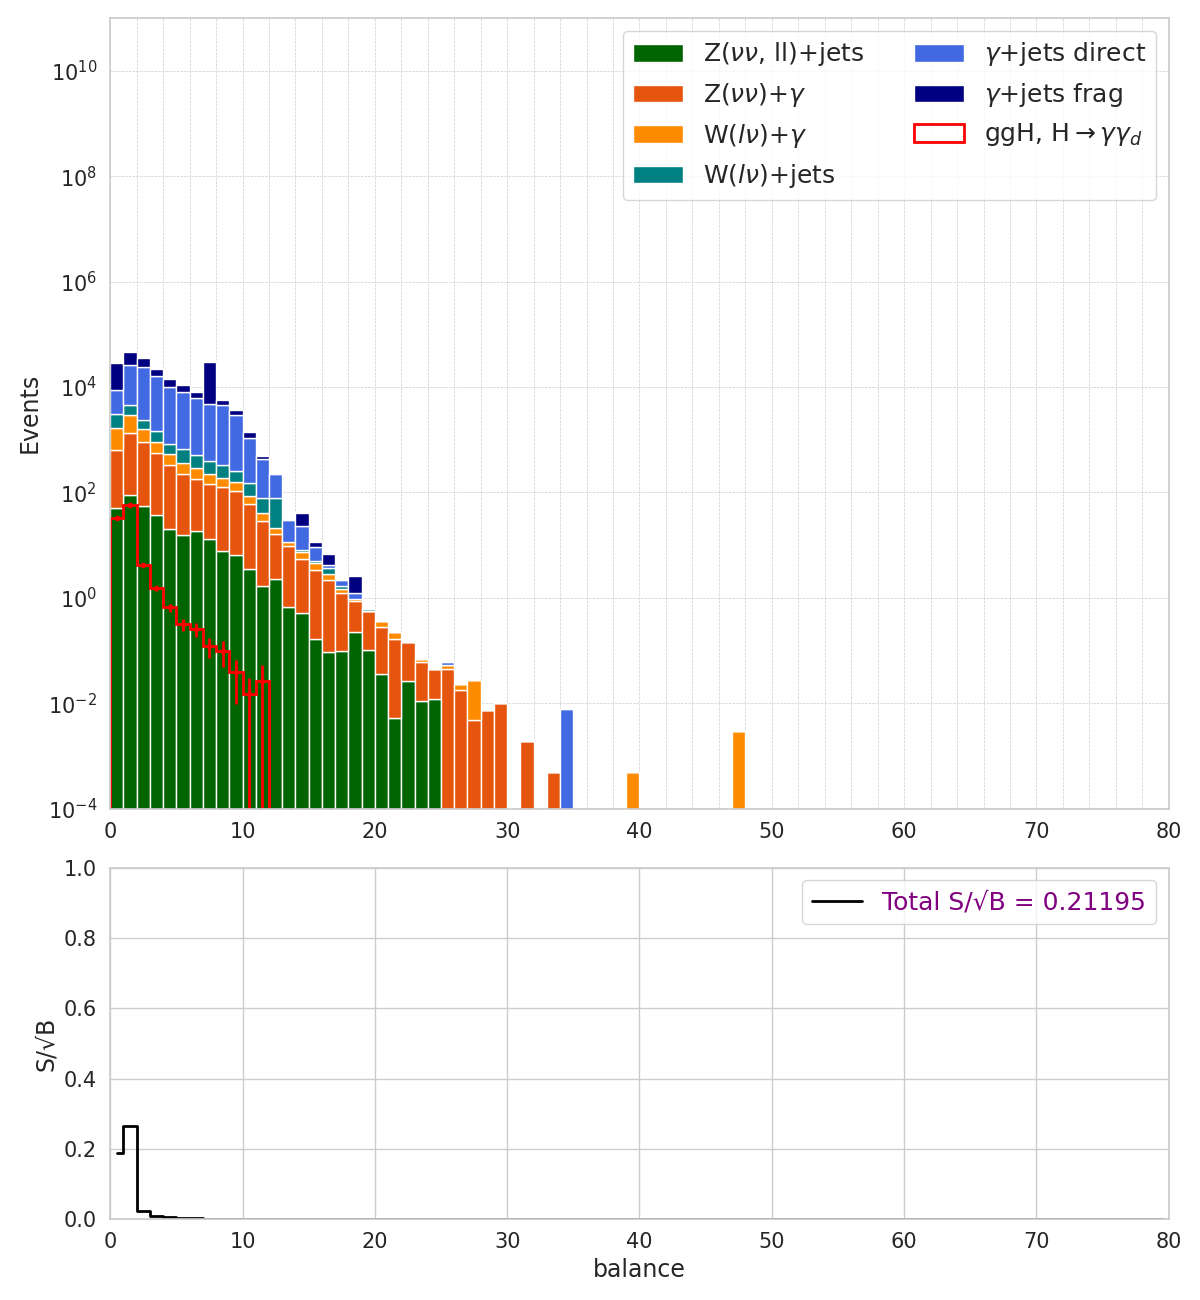 Z(νν, ll)+jets
Z(νν)+γ
W(lν)+γ
W(lν)+jets
γ+jets direct
γ+jets frag
ggH, H→γγ_d
Events
10^10
10^8
10^6
10^4
10^2
10^0
10^−2
10^−4
0 10 20 30 40 50 60 70 80
Total S/√B = 0.21195
S/√B
1.0
0.8
0.6
0.4
0.2
0.0
0 10 20 30 40 50 60 70 80
balance